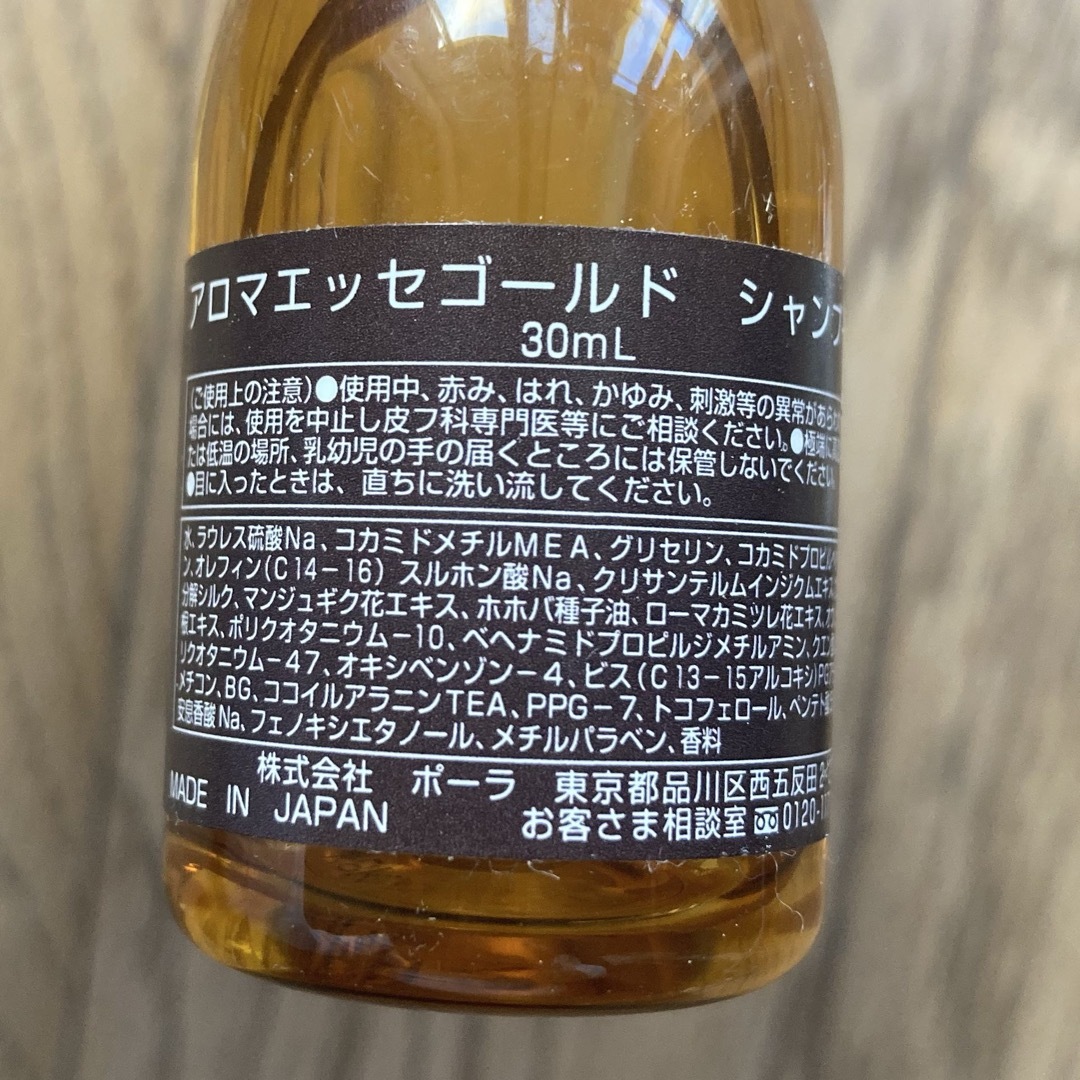 アロマエッセゴールド　シャンプ
30mL
(ご使用上の注意)●使用中、赤み、はれ、かゆみ、刺激等の異常があらわ
場合には、使用を中止し皮フ科専門医等にご相談ください。●極端に高
たは低温の場所、乳幼児の手の届くところには保管しないでください。
●目に入ったときは、直ちに洗い流してください。
水、ラウレス硫酸Na、コカミドメチルMEA、グリセリン、コカミドプロピルベ
ン、オレフィン(C14-16) スルホン酸Na、クリサンテルムインジクムエキス、
分解シルク、マンジュギク花エキス、ホホバ種子油、ローマカミツレ花エキス、オ
根エキス、ポリクオタニウム-10、ベヘナミドプロピルジメチルアミン、クエン
リクオタニウム-47、オキシベンゾン-4、ビス(C13-15アルコキシ)PG
メチコン、BG、ココイルアラニンTEA、PPG-7、トコフェロール、ペンテト
安息香酸Na、フェノキシエタノール、メチルパラベン、香料
株式会社　ポーラ　東京都品川区西五反田2-
MADE IN JAPAN　お客さま相談室 0120-